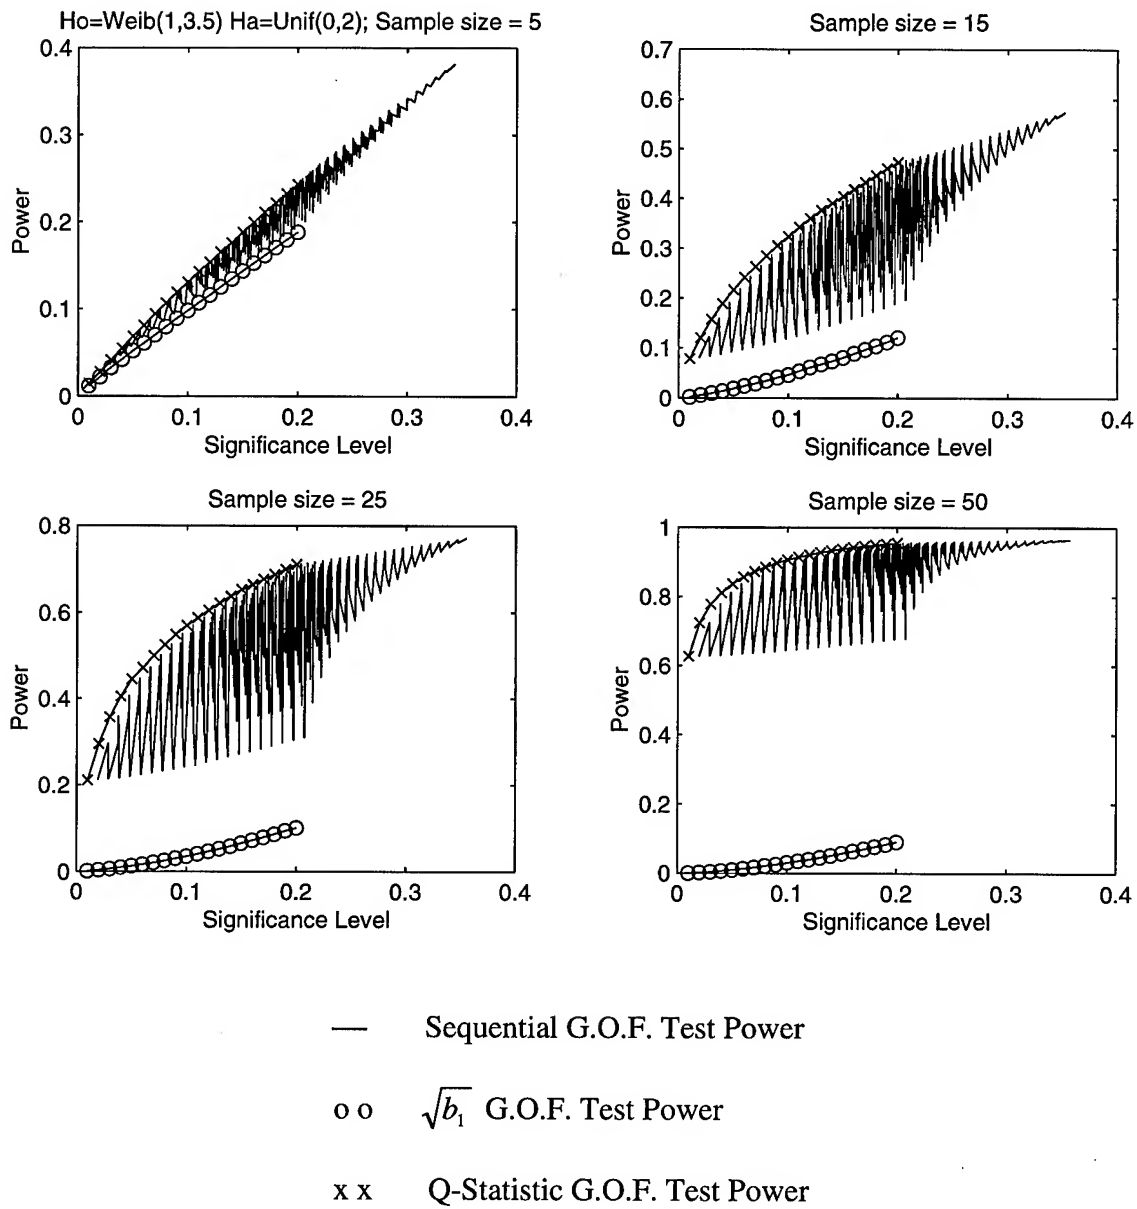 Ho=Weib(1,3.5) Ha=Unif(0,2); Sample size = 5
0.4
0.3
0.2
0.1
0
Power
0 0.1 0.2 0.3 0.4
Significance Level
Sample size = 15
0.7
0.6
0.5
0.4
0.3
0.2
0.1
0
Power
0 0.1 0.2 0.3 0.4
Significance Level
Sample size = 25
0.8
0.6
0.4
0.2
0
Power
0 0.1 0.2 0.3 0.4
Significance Level
Sample size = 50
1
0.8
0.6
0.4
0.2
0
Power
0 0.1 0.2 0.3 0.4
Significance Level
— Sequential G.O.F. Test Power
o o √b₁ G.O.F. Test Power
x x Q-Statistic G.O.F. Test Power